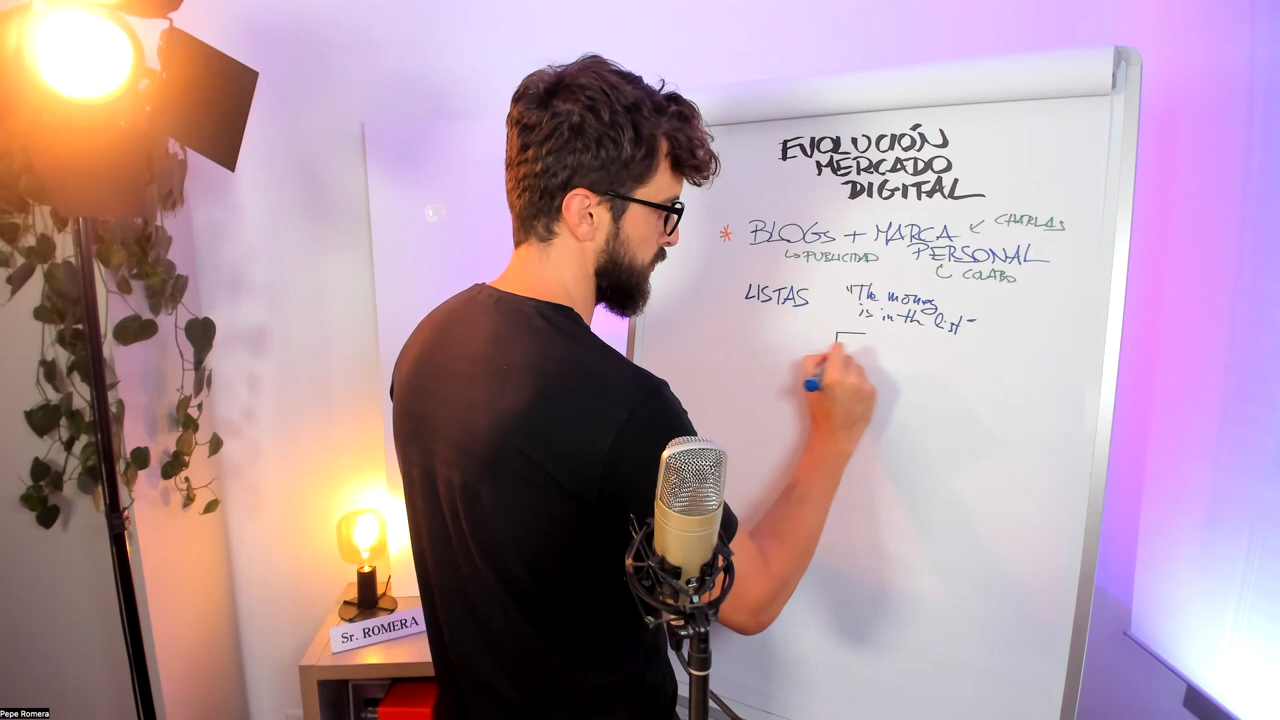 EVOLUCIÓN
MERCADO
DIGITAL
* BLOGs + MARCA ↙ CHARLAS
↳ PUBLICIDAD PERSONAL
COLABO
LISTAS "The money
is in the list"
Sr. ROMERA
Pepe Romera